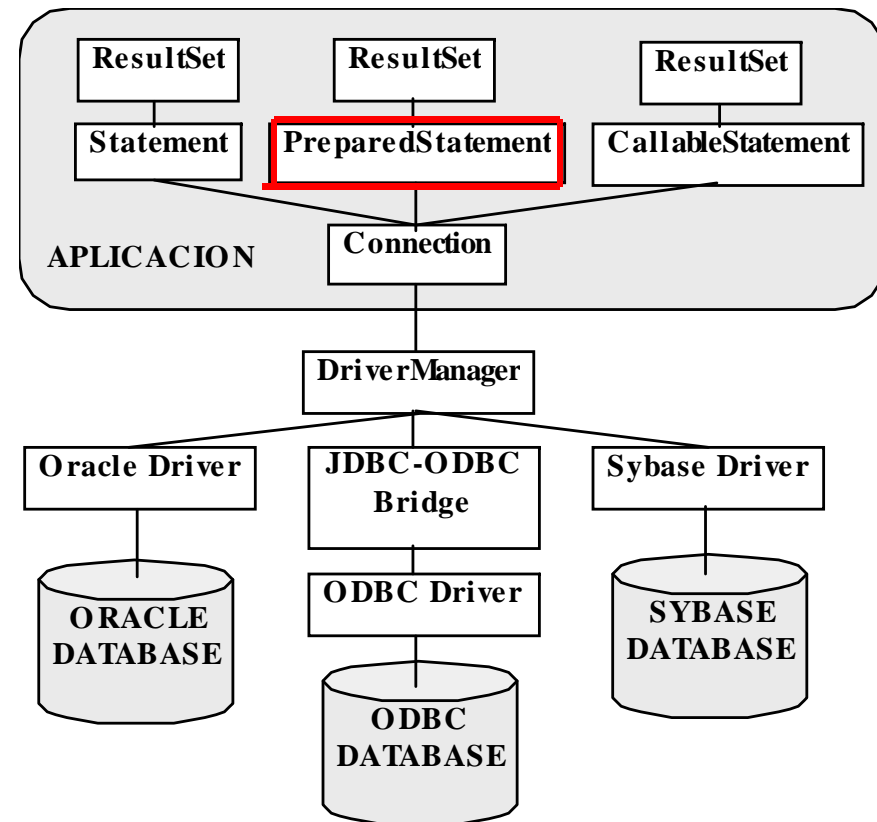 ResultSet
ResultSet
ResultSet
Statement
PreparedStatement
CallableStatement
Connection
APLICACION
DriverManager
Oracle Driver
JDBC-ODBC
Bridge
Sybase Driver
ODBC Driver
ORACLE
DATABASE
SYBASE
DATABASE
ODBC
DATABASE